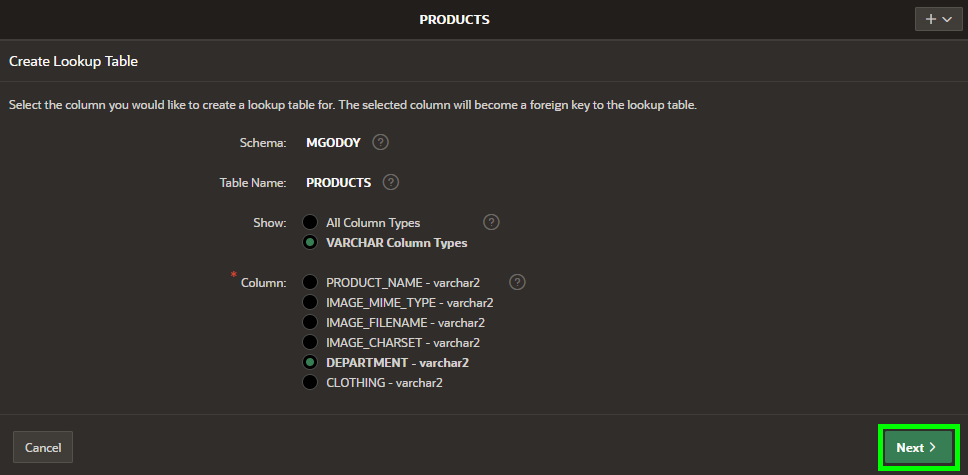 PRODUCTS
+
Create Lookup Table
Select the column you would like to create a lookup table for. The selected column will become a foreign key to the lookup table.
Schema: MGODOY ?
Table Name: PRODUCTS ?
Show: All Column Types ?
VARCHAR Column Types
* Column: PRODUCT_NAME - varchar2 ?
IMAGE_MIME_TYPE - varchar2
IMAGE_FILENAME - varchar2
IMAGE_CHARSET - varchar2
DEPARTMENT - varchar2
CLOTHING - varchar2
Cancel Next >